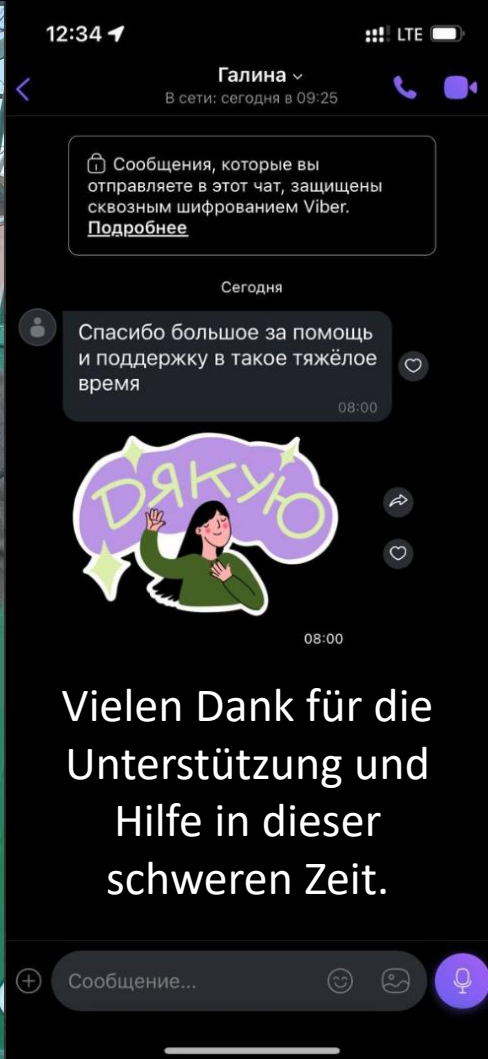 12:34
LTE
Галина
В сети: сегодня в 09:25
Сообщения, которые вы
отправляете в этот чат, защищены
сквозным шифрованием Viber.
Подробнее
Сегодня
Спасибо большое за помощь
и поддержку в такое тяжёлое
время
08:00
ДЯКУЮ
08:00
Vielen Dank für die
Unterstützung und
Hilfe in dieser
schweren Zeit.
Сообщение...